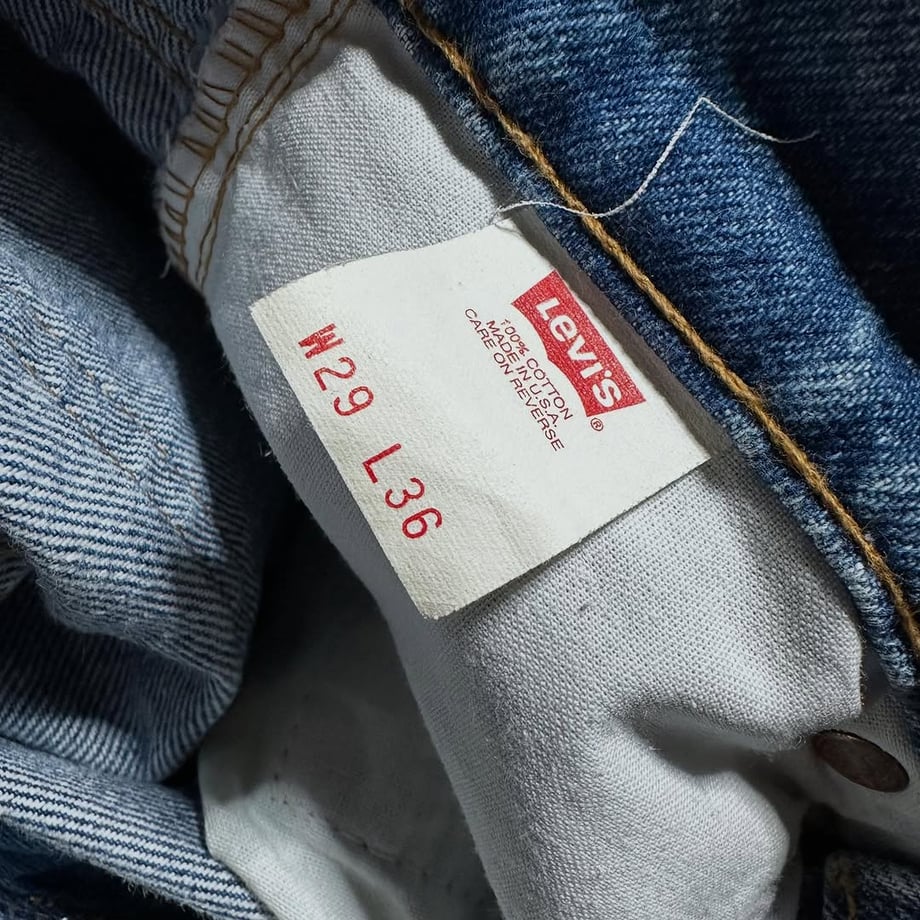 Levi's®
100% COTTON
MADE IN U.S.A.
CARE ON REVERSE
W29 L36